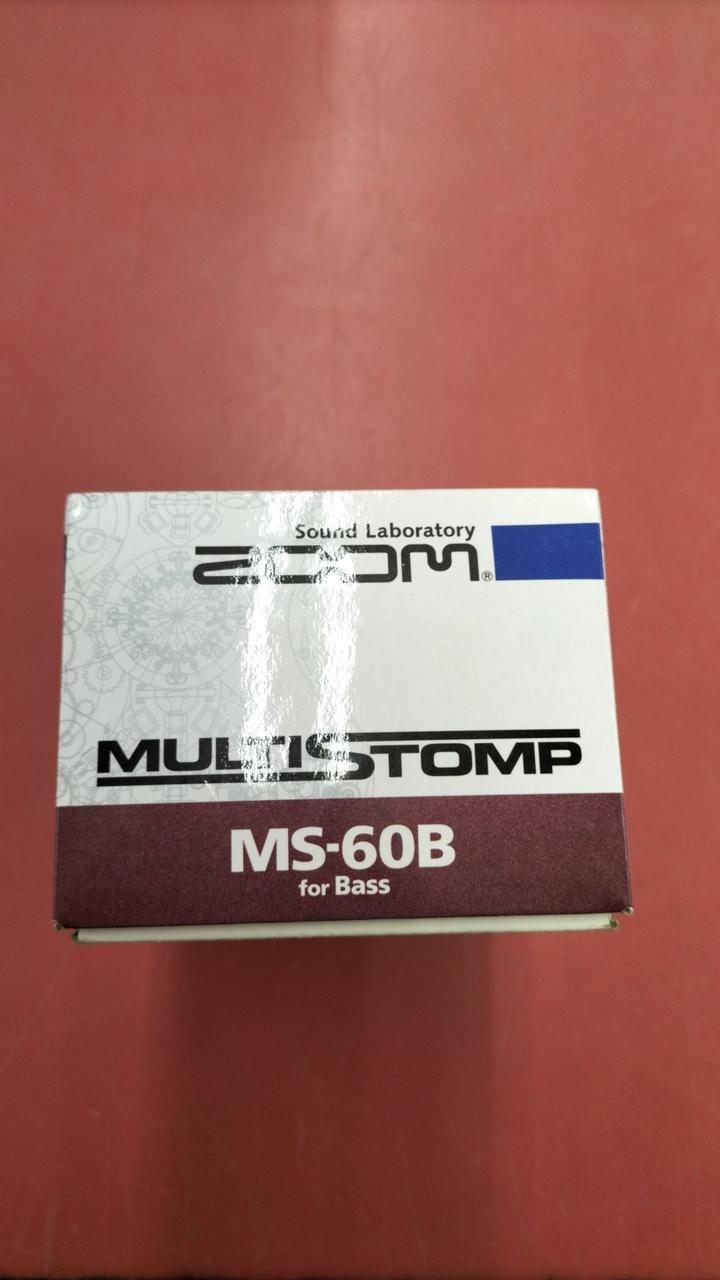 Sound Laboratory
ZOOM®
MULTISTOMP
MS-60B
for Bass